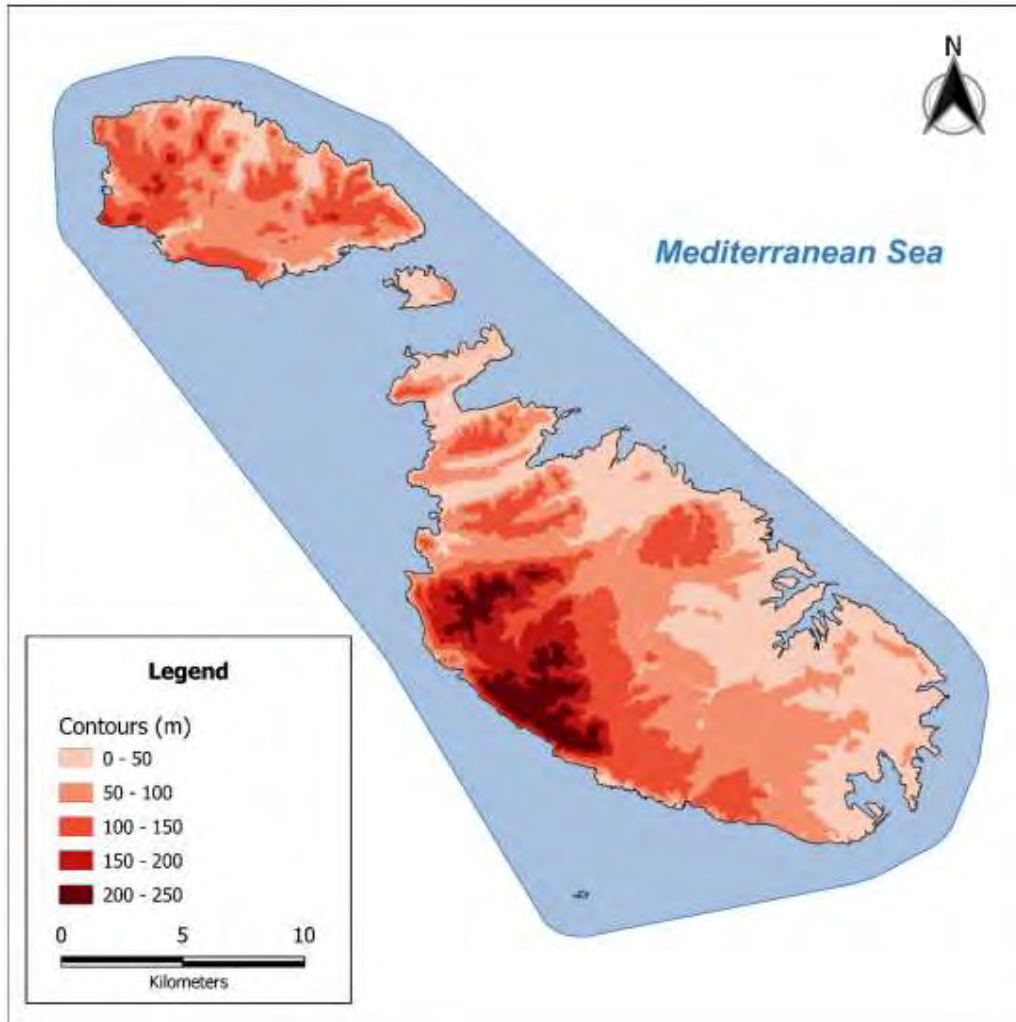 N
Mediterranean Sea
Legend
Contours (m)
0 - 50
50 - 100
100 - 150
150 - 200
200 - 250
0 5 10
Kilometers